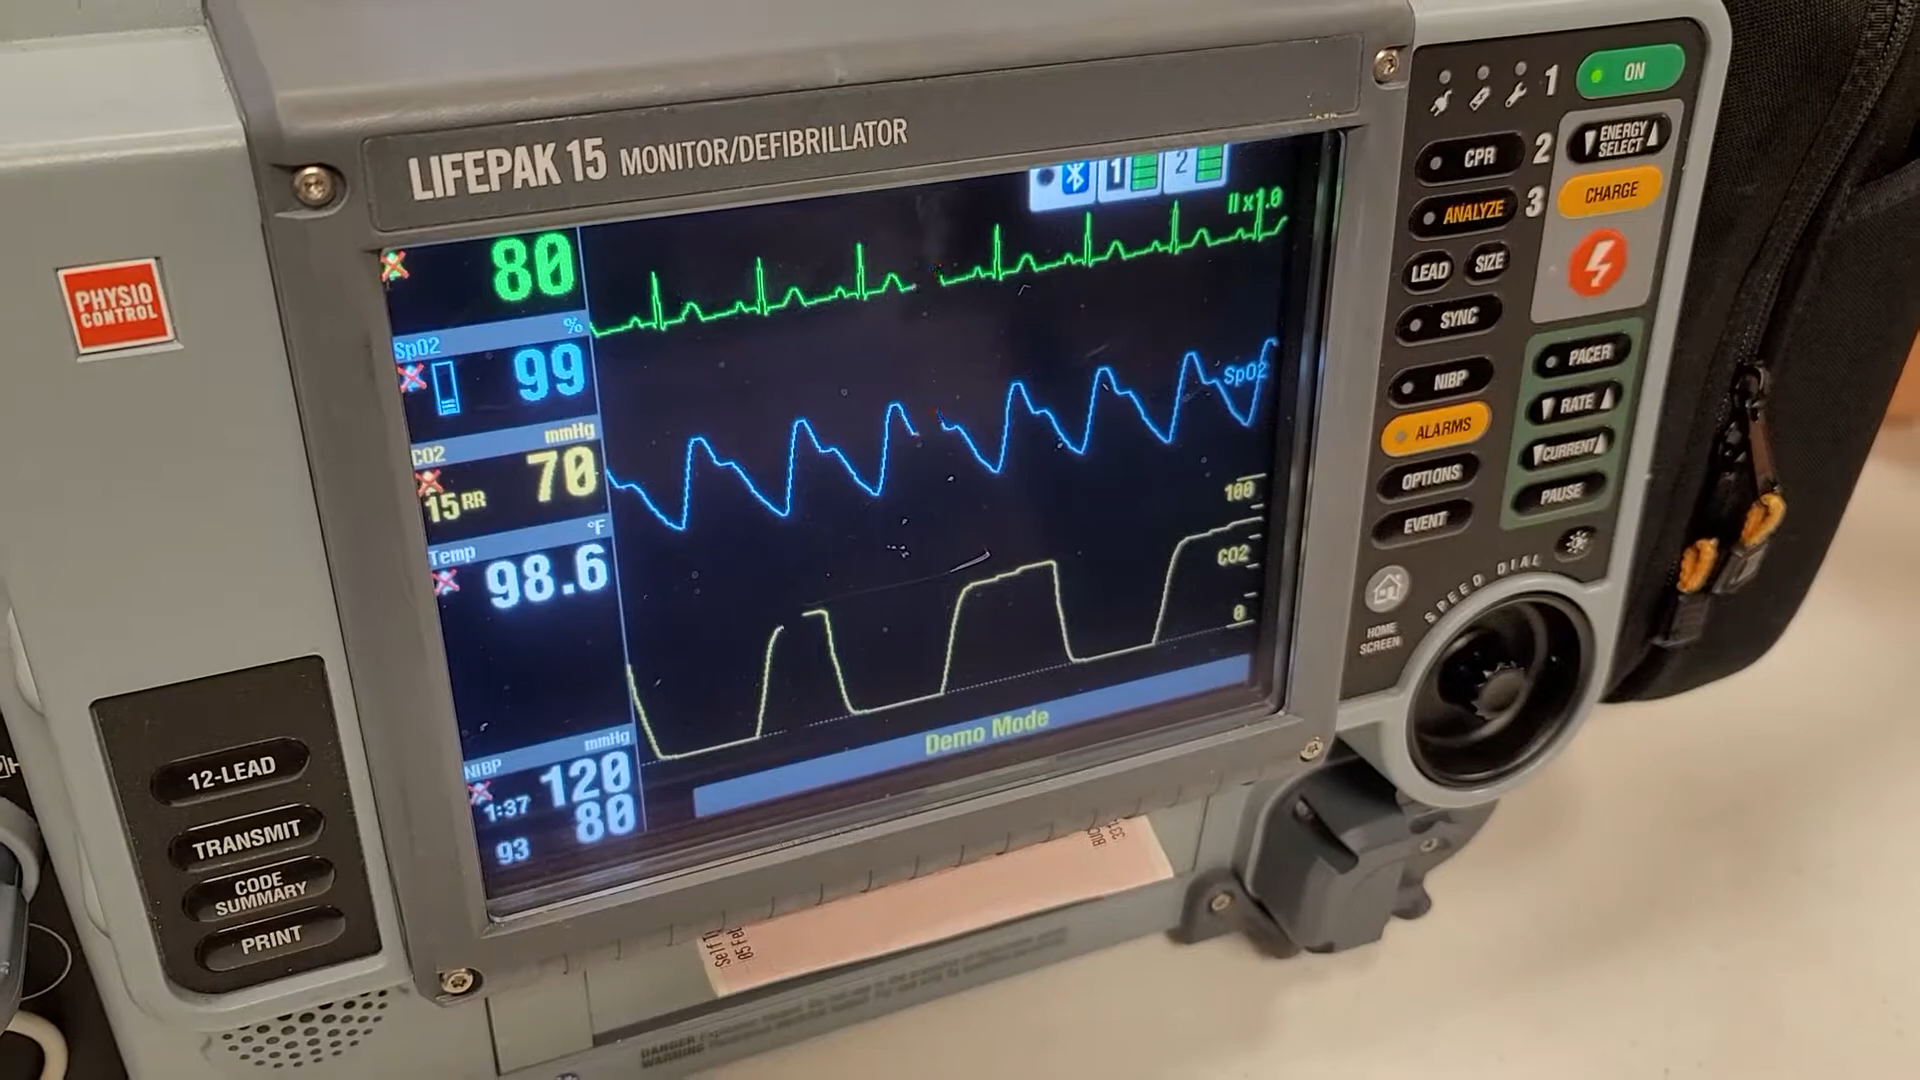 LIFEPAK 15 MONITOR/DEFIBRILLATOR
PHYSIO
CONTROL
12-LEAD
TRANSMIT
CODE
SUMMARY
PRINT
1
2
II x1.0
80
SpO2
%
99
SpO2
CO2
mmHg
70
15 RR
100
CO2
0
Temp
°F
98.6
NIBP
mmHg
120
1:37
80
93
Demo Mode
1
ON
2
CPR
ENERGY
SELECT
3
ANALYZE
CHARGE
LEAD
SIZE
SYNC
NIBP
PACER
ALARMS
RATE
OPTIONS
CURRENT
EVENT
PAUSE
HOME
SCREEN
SPEED DIAL